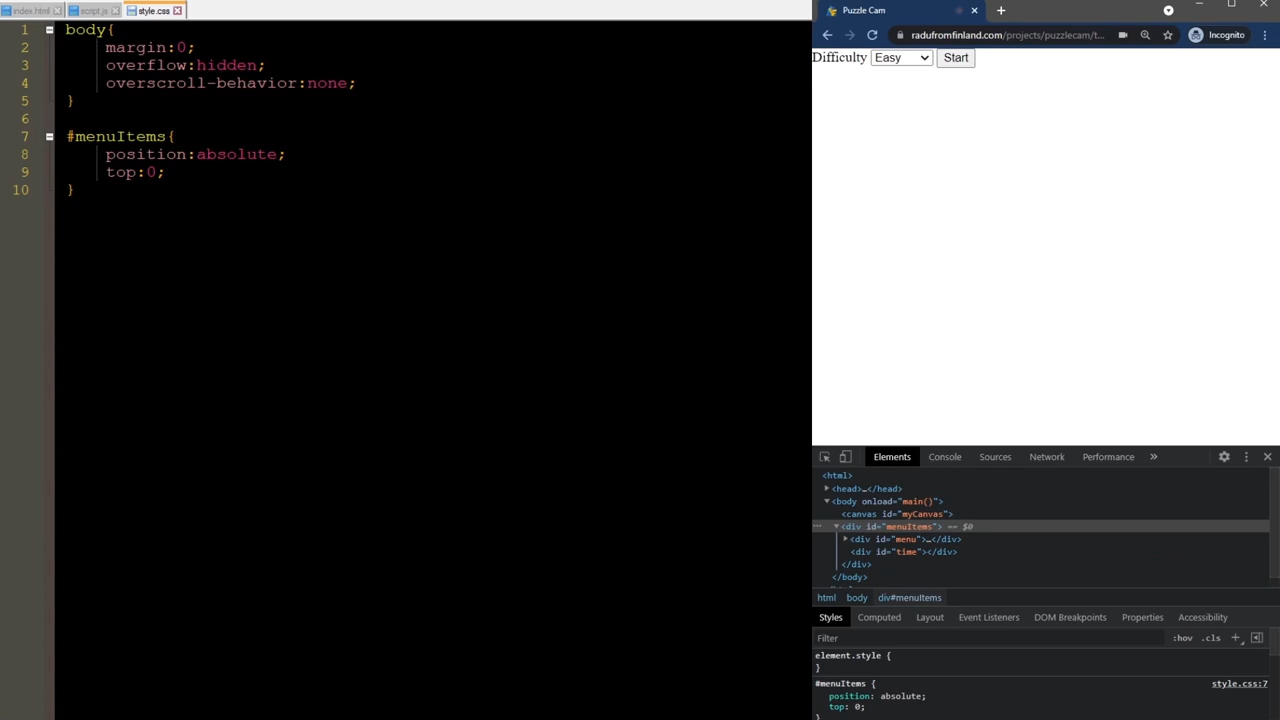 index.html script.js style.css
1 body{
2 margin:0;
3 overflow:hidden;
4 overscroll-behavior:none;
5 }
6
7 #menuItems{
8 position:absolute;
9 top:0;
10 }
Puzzle Cam
radufromfinland.com/projects/puzzlecam/t... Incognito
Difficulty Easy Start
Elements Console Sources Network Performance »
<html>
<head>…</head>
<body onload="main()">
<canvas id="myCanvas">
<div id="menuItems"> == $0
<div id="menu">…</div>
<div id="time"></div>
</div>
</body>
html body div#menuItems
Styles Computed Layout Event Listeners DOM Breakpoints Properties Accessibility
Filter :hov .cls
element.style {
}
#menuItems { style.css:7
position: absolute;
top: 0;
}